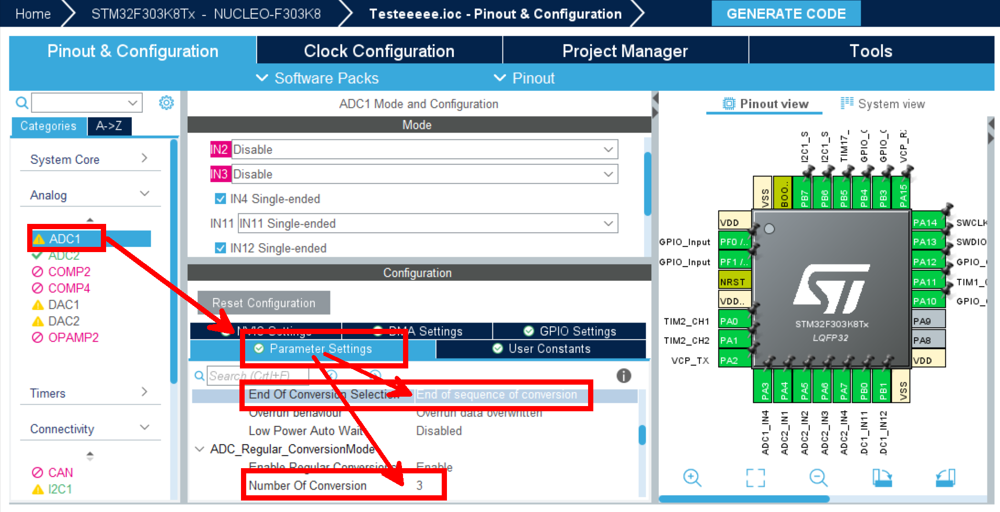 Home
STM32F303K8Tx - NUCLEO-F303K8
Testeeeee.ioc - Pinout & Configuration
GENERATE CODE
Pinout & Configuration
Clock Configuration
Project Manager
Tools
Software Packs
Pinout
Categories
A->Z
System Core
Analog
ADC1
ADC2
COMP2
COMP4
DAC1
DAC2
OPAMP2
Timers
Connectivity
CAN
I2C1
ADC1 Mode and Configuration
Mode
IN2 Disable
IN3 Disable
IN4 Single-ended
IN11 IN11 Single-ended
IN12 Single-ended
Configuration
Reset Configuration
NVIC Settings
DMA Settings
GPIO Settings
Parameter Settings
User Constants
Search (Crtl+F)
End Of Conversion Selection End of sequence of conversion
Overrun behaviour Overrun data overwritten
Low Power Auto Wait Disabled
ADC_Regular_ConversionMode
Enable Regular Conversions Enable
Number Of Conversion 3
Pinout view
System view
I2C1_S
I2C1_S
TIM17_
GPIO_C
GPIO_C
VCP_R
VSS
BOO..
PB7
PB6
PB5
PB4
PB3
PA15
VDD
GPIO_Input PF0 /..
GPIO_Input PF1 /..
NRST
VDD..
TIM2_CH1 PA0
TIM2_CH2 PA1
VCP_TX PA2
PA14 SWCLK
PA13 SWDIO
PA12 GPIO_
PA11 TIM1_
PA10 GPIO_
PA9
PA8
VDD
ST
STM32F303K8Tx
LQFP32
PA3
PA4
PA5
PA6
PA7
PB0
PB1
VSS
ADC1_IN4
ADC2_IN1
ADC2_IN2
ADC2_IN3
ADC2_IN4
.DC1_IN11
.DC1_IN12